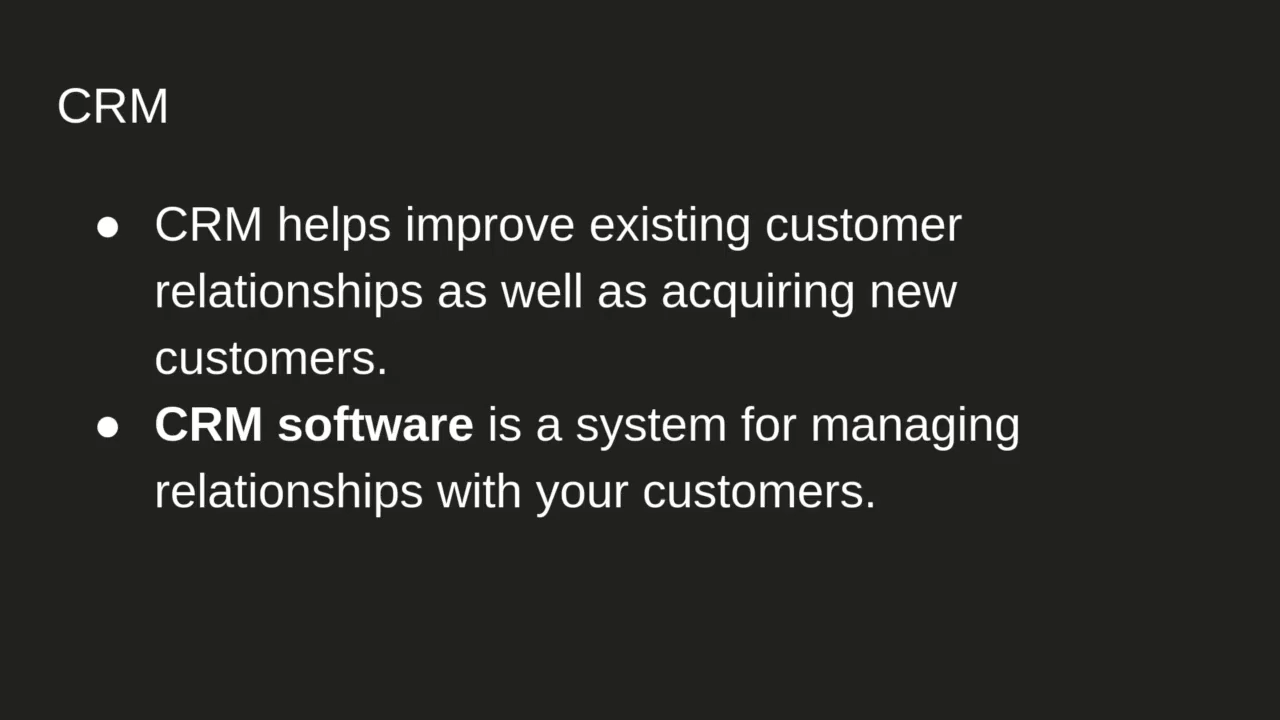 CRM
● CRM helps improve existing customer
relationships as well as acquiring new
customers.
● CRM software is a system for managing
relationships with your customers.